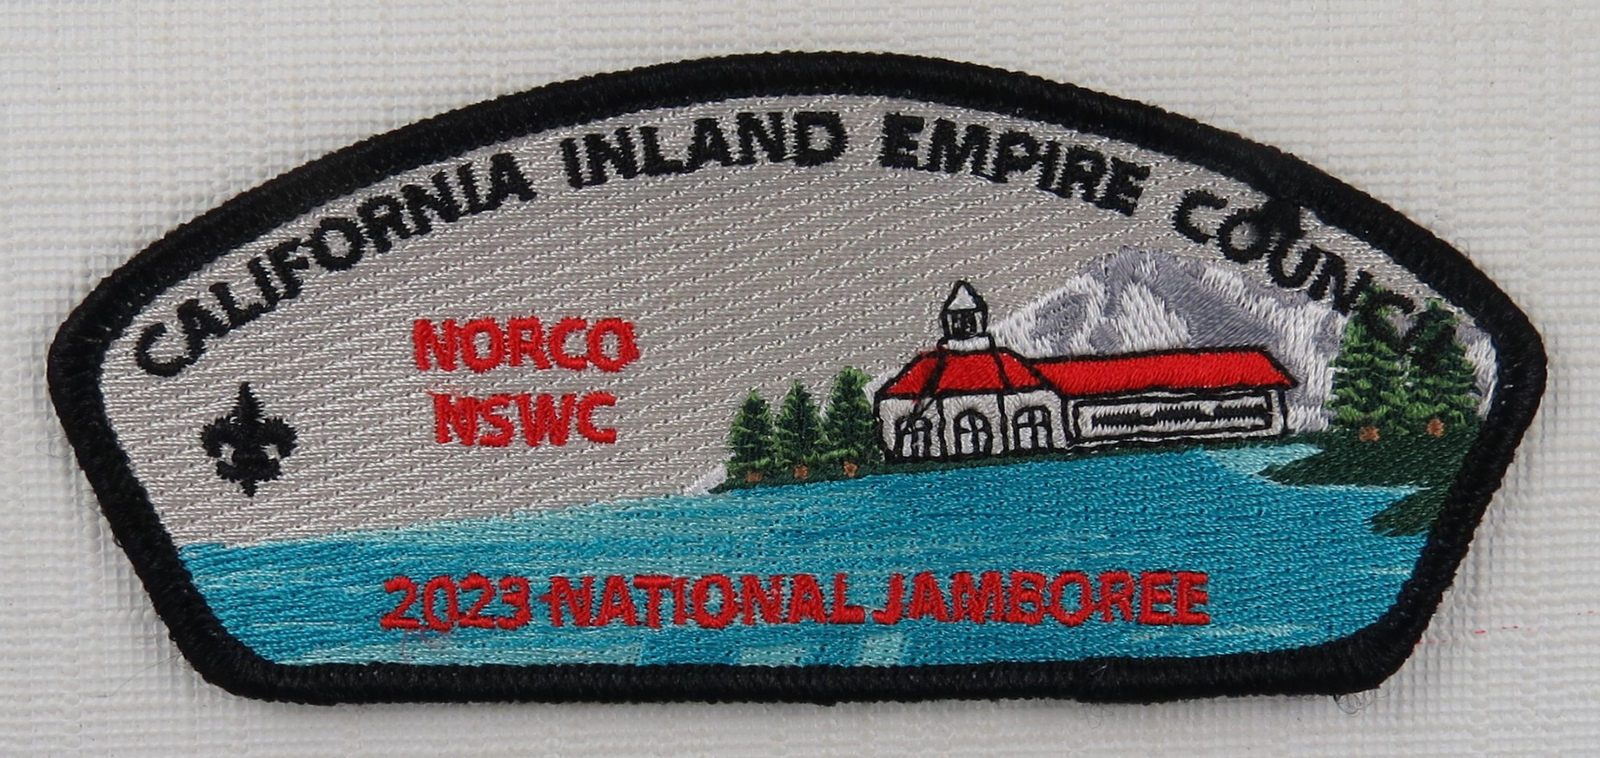 CALIFORNIA INLAND EMPIRE COUNCIL
NORCO
NSWC
2023 NATIONAL JAMBOREE